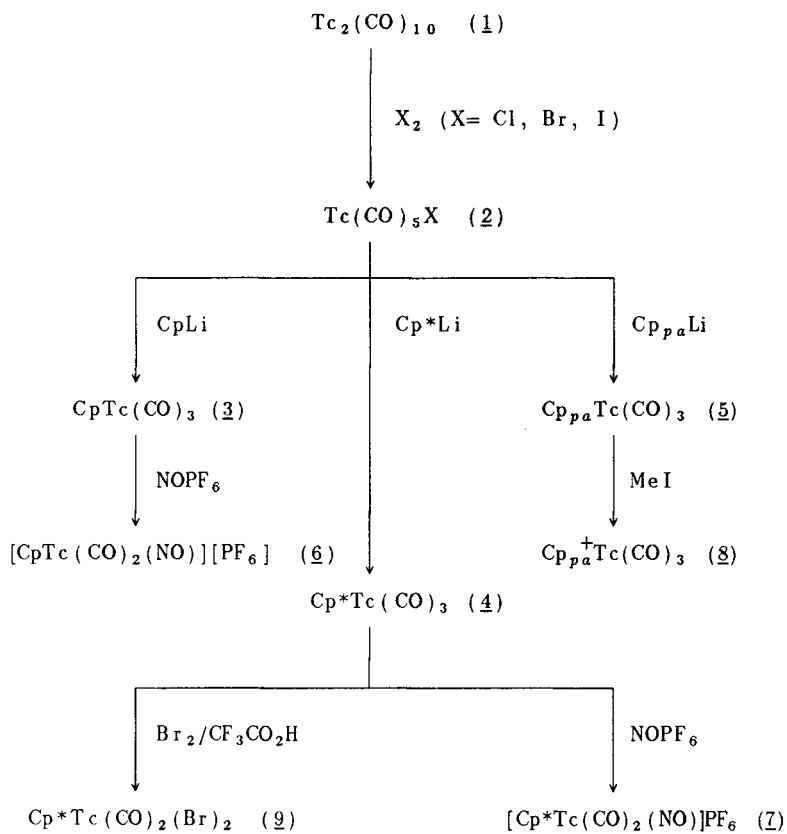 Tc₂(CO)₁₀ (1)
X₂ (X= Cl, Br, I)
Tc(CO)₅X (2)
CpLi Cp*Li CpₚₐLi
CpTc(CO)₃ (3) CpₚₐTc(CO)₃ (5)
NOPF₆ MeI
[CpTc(CO)₂(NO)][PF₆] (6) Cpₚₐ⁺Tc(CO)₃ (8)
Cp*Tc(CO)₃ (4)
Br₂/CF₃CO₂H NOPF₆
Cp*Tc(CO)₂(Br)₂ (9) [Cp*Tc(CO)₂(NO)]PF₆ (7)